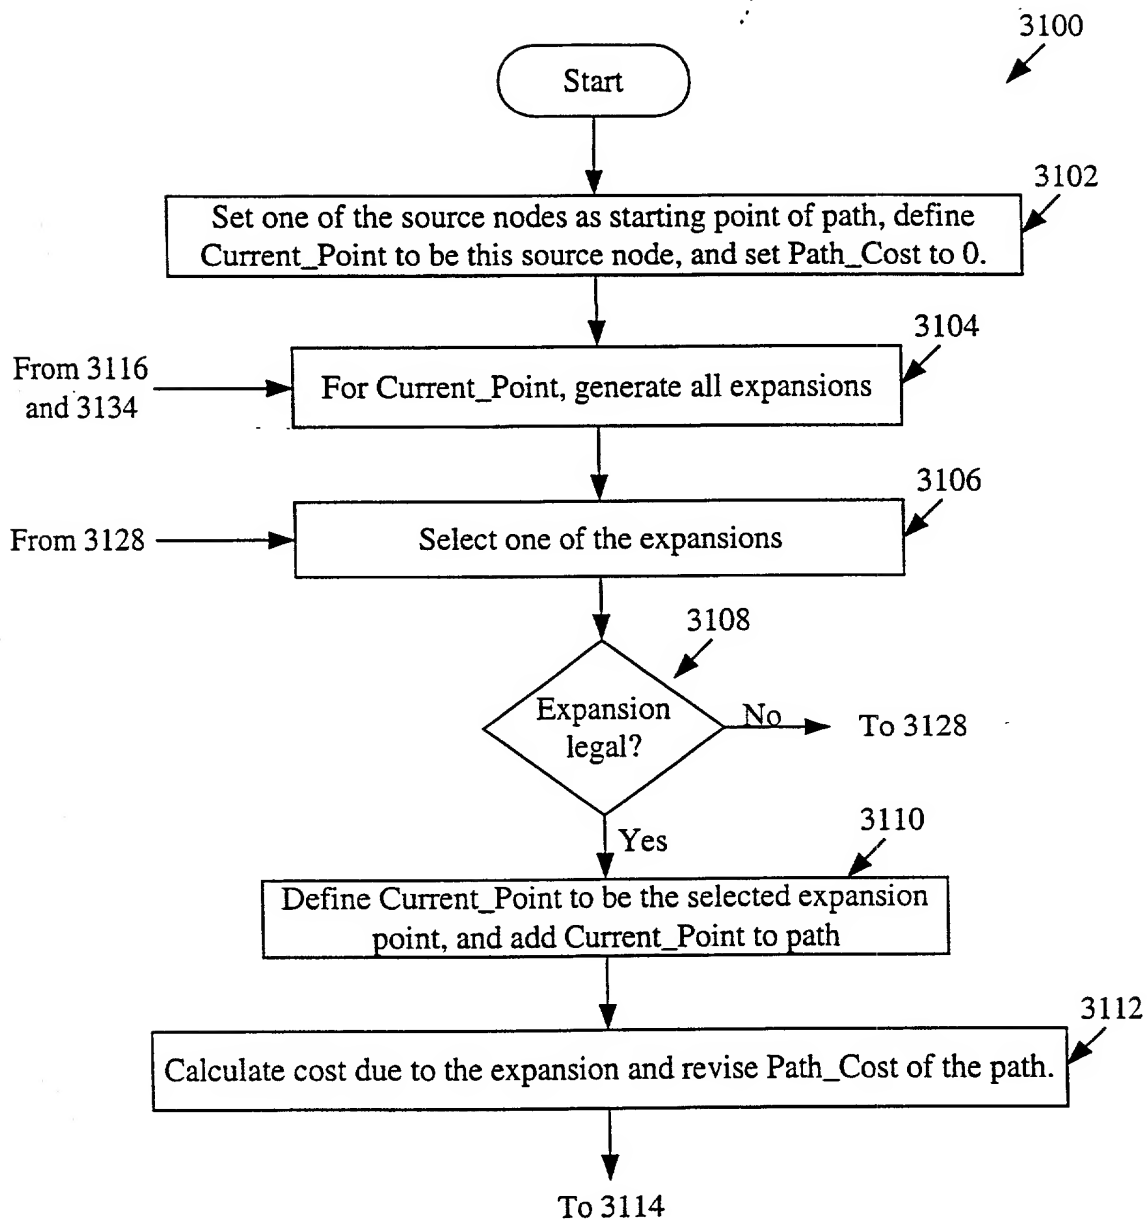 3100
Start
3102
Set one of the source nodes as starting point of path, define
Current_Point to be this source node, and set Path_Cost to 0.
3104
From 3116
and 3134
For Current_Point, generate all expansions
3106
From 3128
Select one of the expansions
3108
Expansion
legal?
No
To 3128
Yes
3110
Define Current_Point to be the selected expansion
point, and add Current_Point to path
3112
Calculate cost due to the expansion and revise Path_Cost of the path.
To 3114